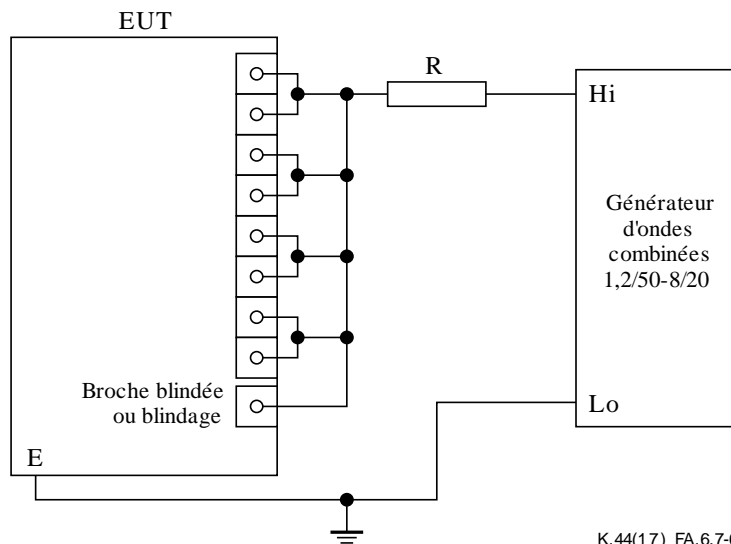 EUT
R
Hi
Générateur
d'ondes
combinées
1,2/50-8/20
Broche blindée
ou blindage
Lo
E